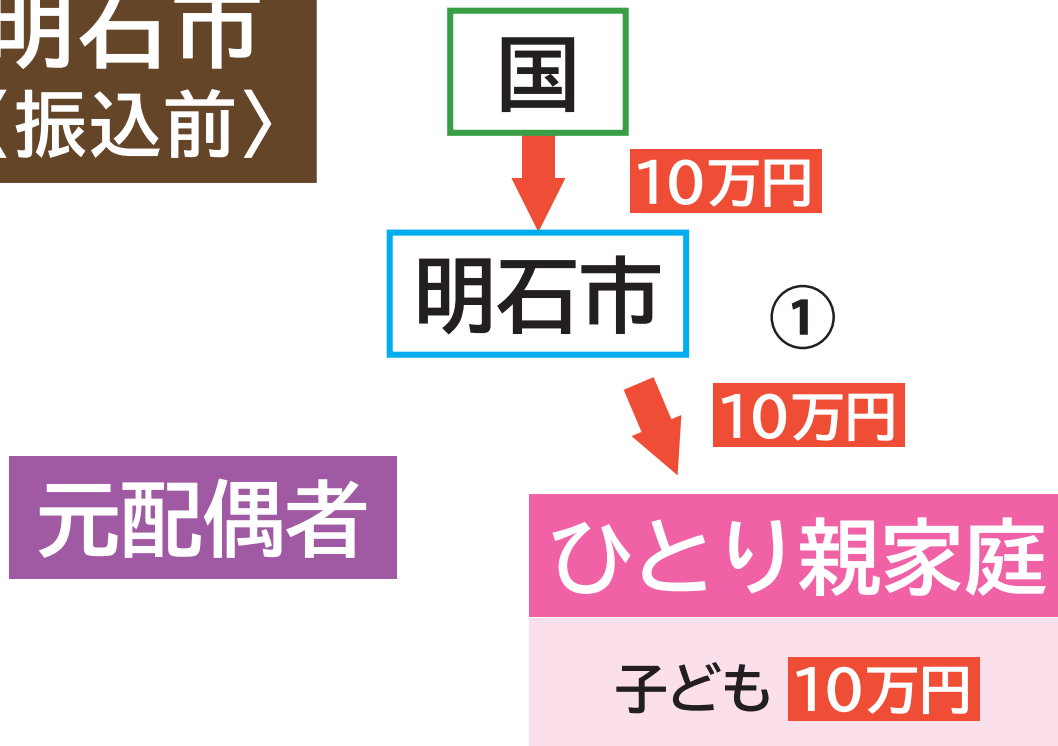 明石市
〈振込前〉
国
10万円
明石市
①
10万円
元配偶者
ひとり親家庭
子ども 10万円